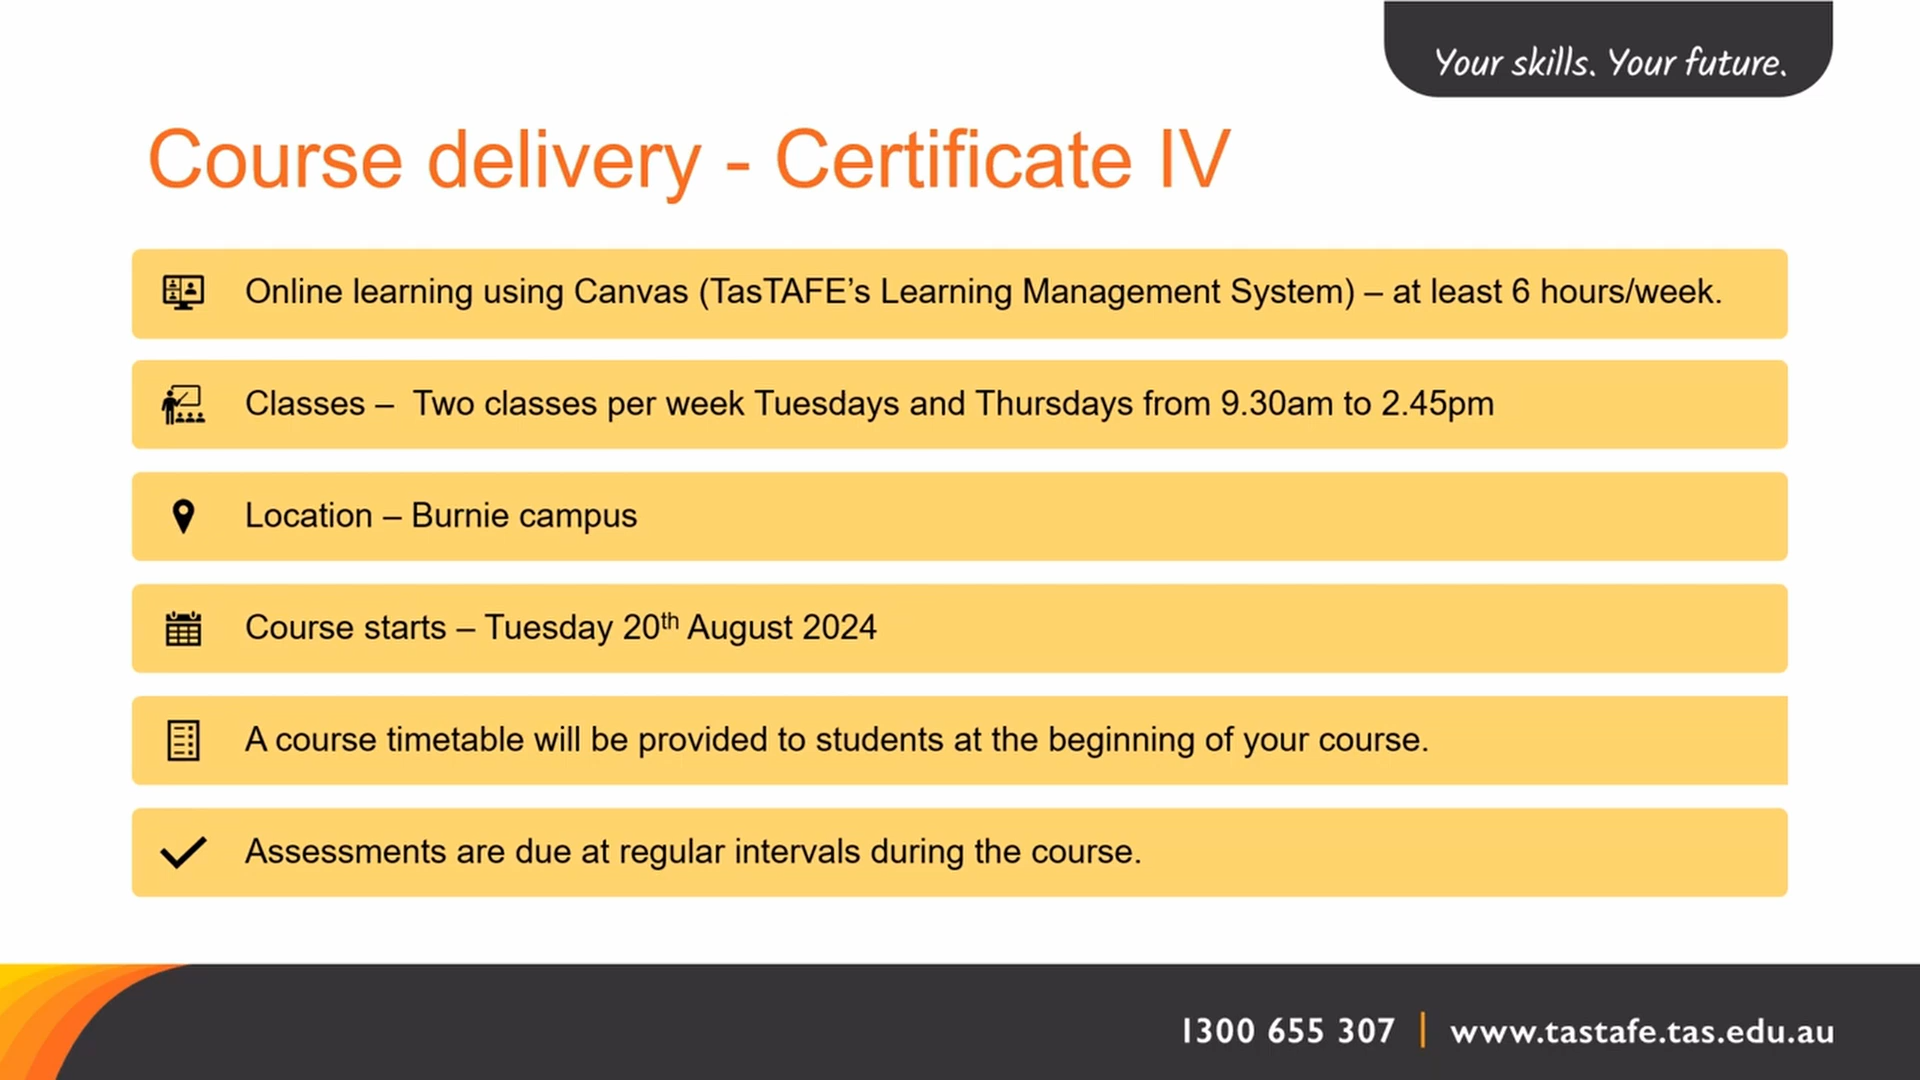 Your skills. Your future.
Course delivery - Certificate IV
Online learning using Canvas (TasTAFE’s Learning Management System) – at least 6 hours/week.
Classes –  Two classes per week Tuesdays and Thursdays from 9.30am to 2.45pm
Location – Burnie campus
Course starts – Tuesday 20th August 2024
A course timetable will be provided to students at the beginning of your course.
Assessments are due at regular intervals during the course.
1300 655 307 | www.tastafe.tas.edu.au